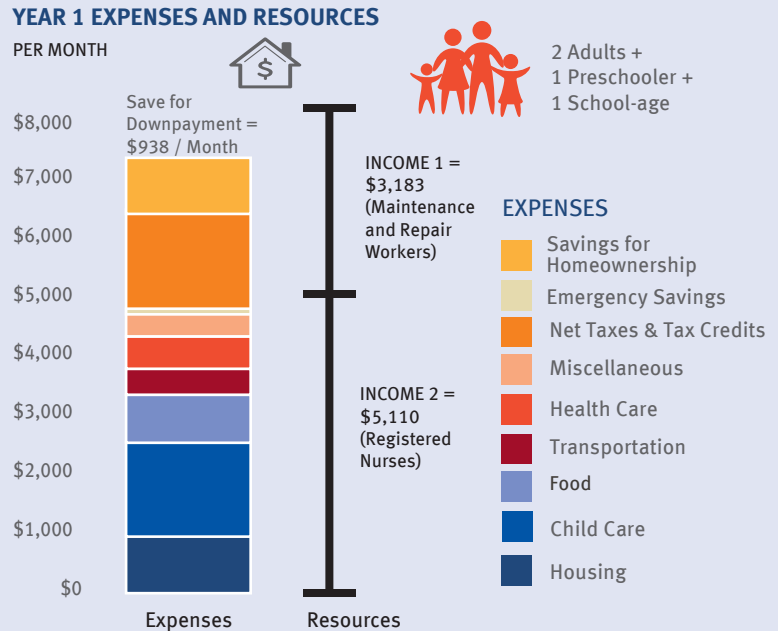 YEAR 1 EXPENSES AND RESOURCES
PER MONTH
$
2 Adults +
1 Preschooler +
1 School-age
Save for
Downpayment =
$938 / Month
$8,000
$7,000
$6,000
$5,000
$4,000
$3,000
$2,000
$1,000
$0
INCOME 1 =
$3,183
(Maintenance
and Repair
Workers)
INCOME 2 =
$5,110
(Registered
Nurses)
Expenses
Resources
EXPENSES
Savings for
Homeownership
Emergency Savings
Net Taxes & Tax Credits
Miscellaneous
Health Care
Transportation
Food
Child Care
Housing